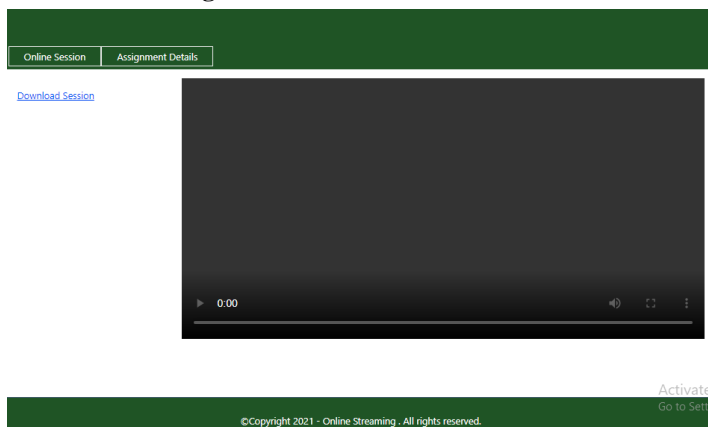 Online Session
Assignment Details
Download Session
0:00
Activate
Go to Sett
©Copyright 2021 - Online Streaming . All rights reserved.